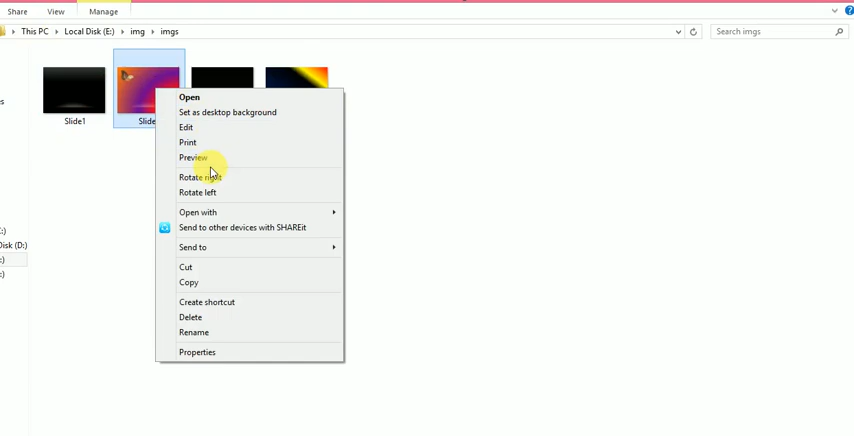 Share View Manage
This PC Local Disk (E:) img imgs Search imgs
Slide1
Open
Set as desktop background
Edit
Print
Preview
Rotate right
Rotate left
Open with
Send to other devices with SHAREit
Send to
Cut
Copy
Create shortcut
Delete
Rename
Properties
Disk (D:)